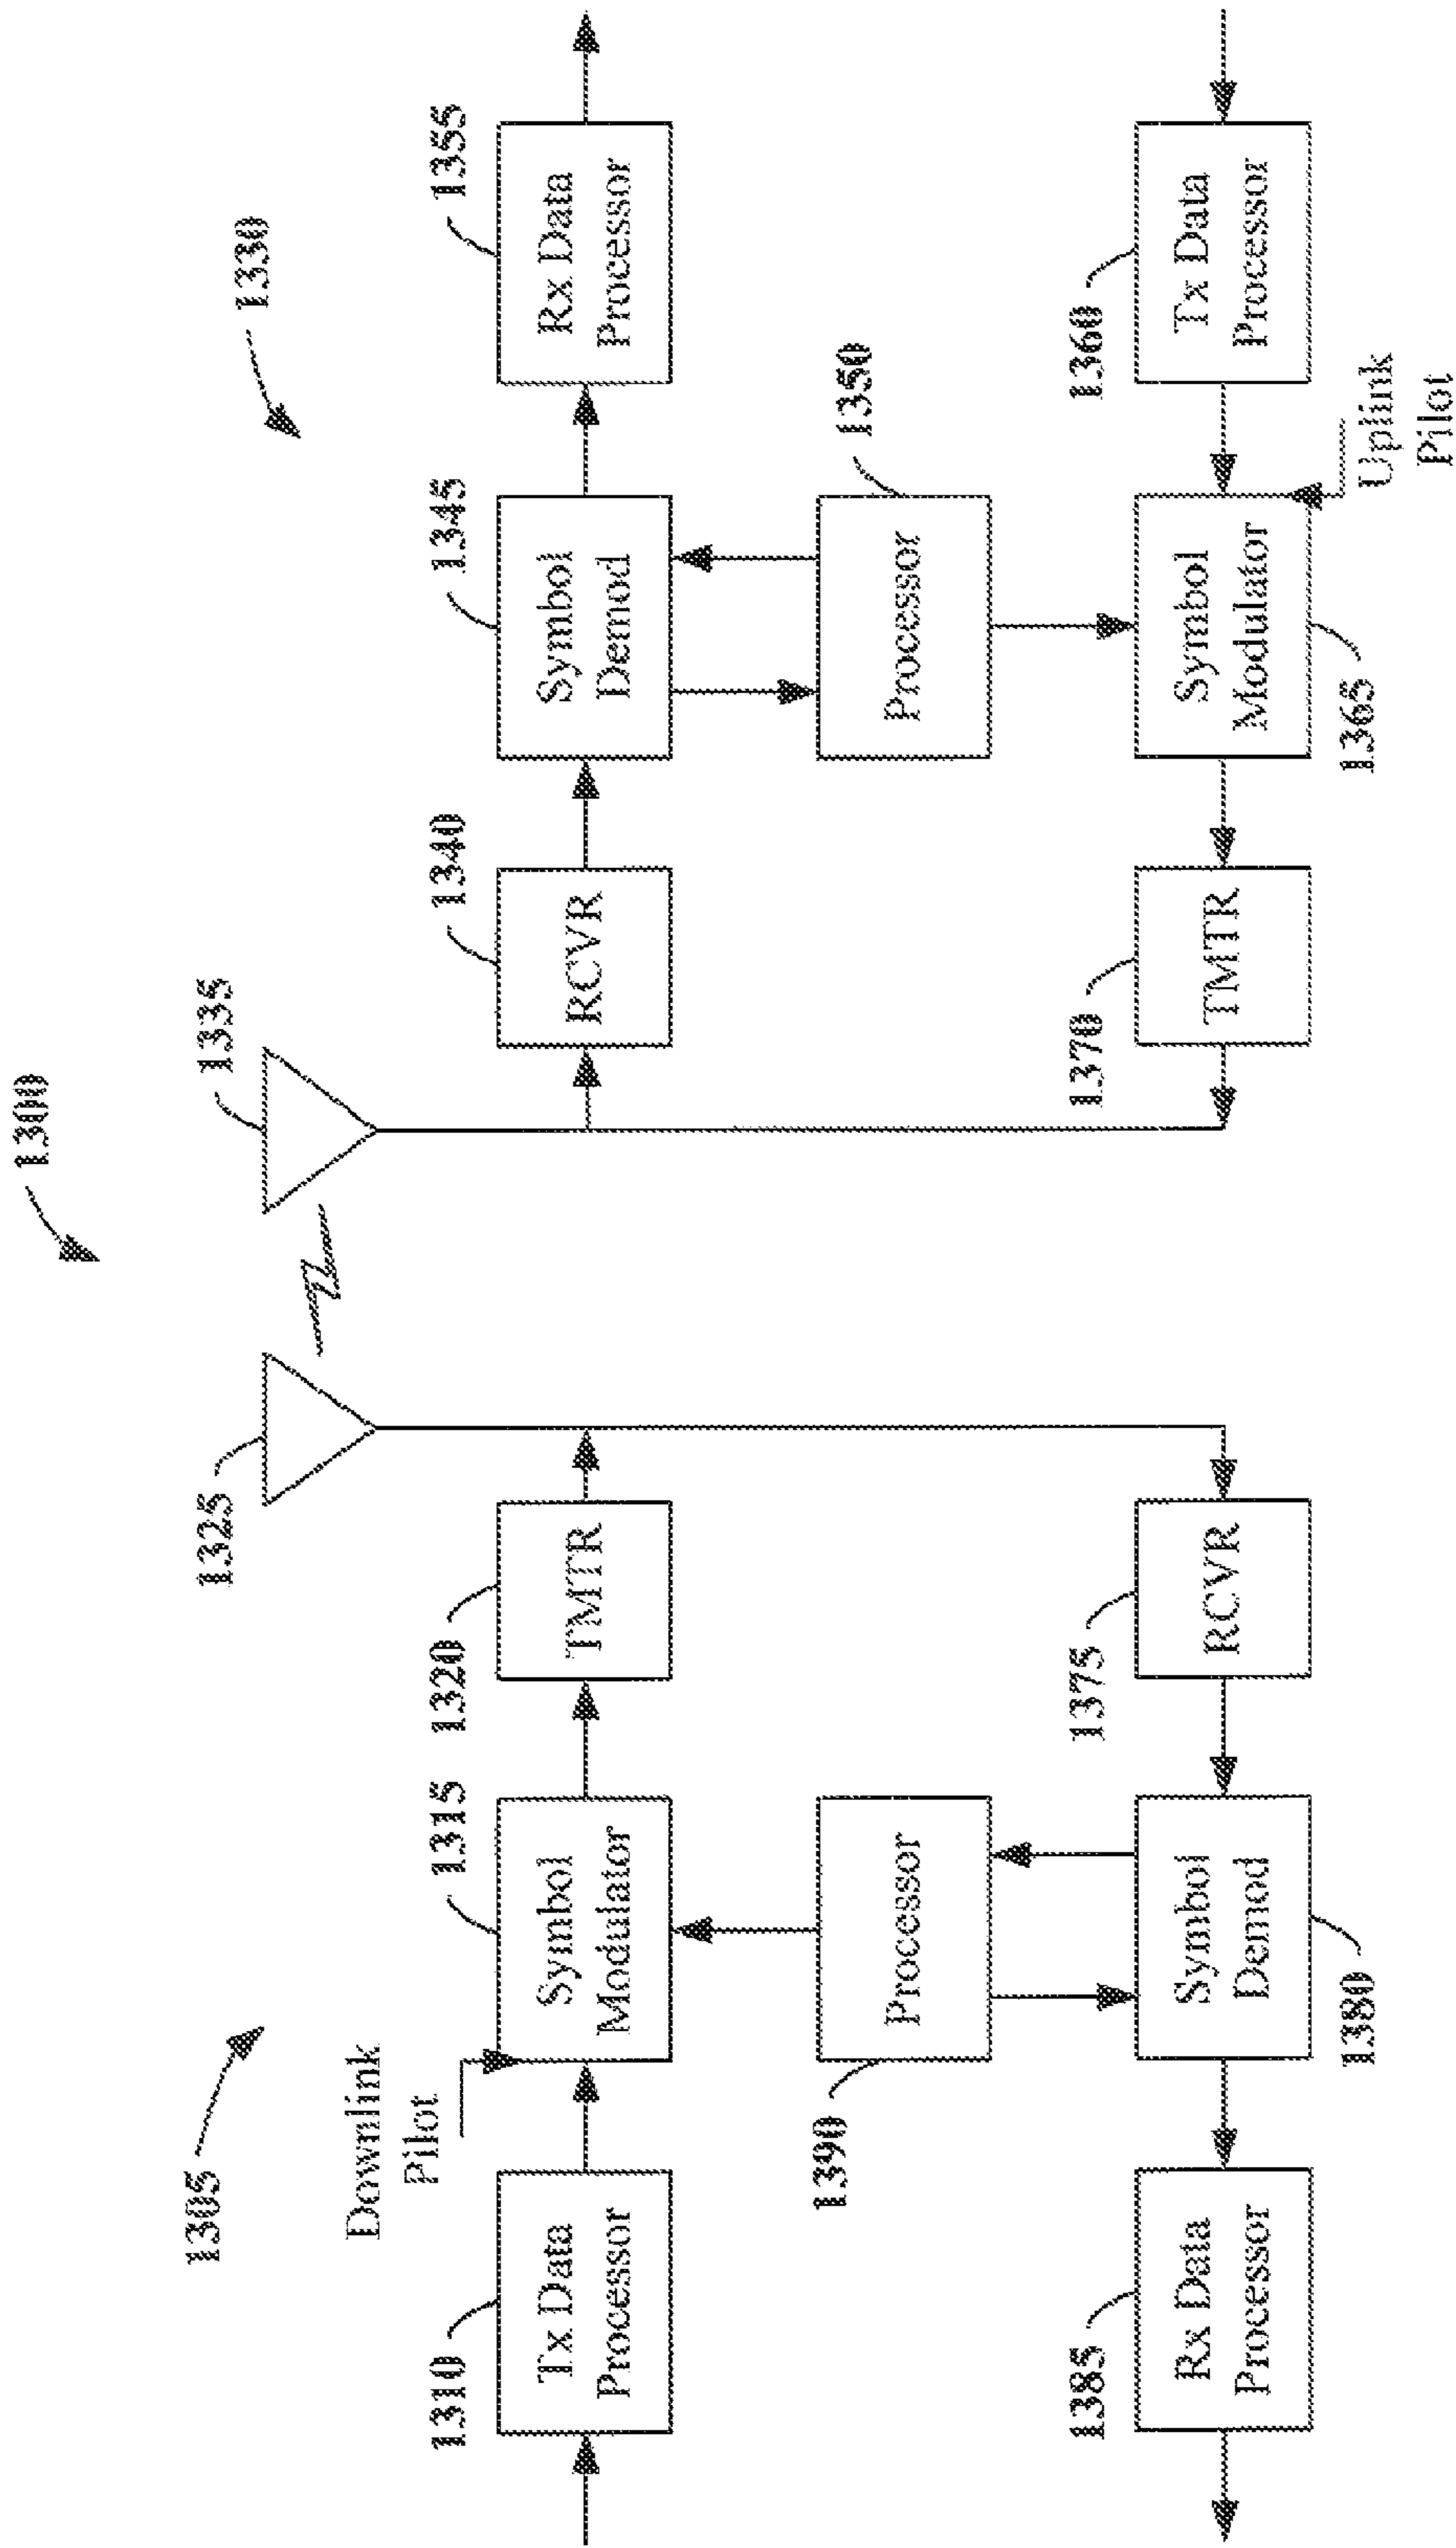 1300
1305
1325
1335
1330
Downlink
Pilot
1310
Tx Data
Processor
1315
Symbol
Modulator
1320
TMTR
1340
RCVR
1345
Symbol
Demod
1355
Rx Data
Processor
1390
Processor
Processor
1350
1385
Rx Data
Processor
Symbol
Demod
1380
1375
RCVR
1370
TMTR
Symbol
Modulator
1365
1360
Tx Data
Processor
Uplink
Pilot